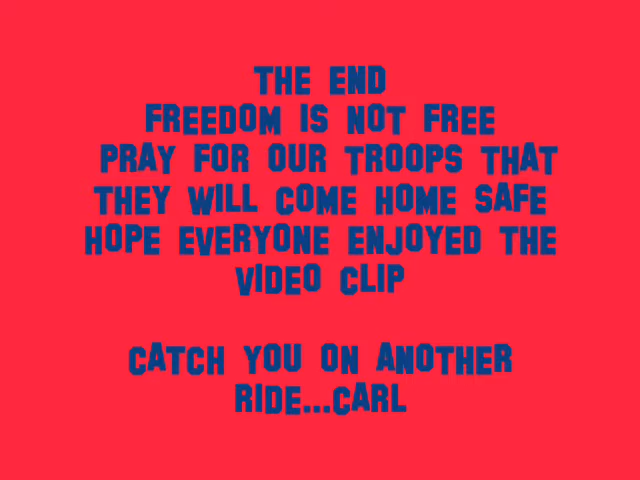 THE END
FREEDOM IS NOT FREE
PRAY FOR OUR TROOPS THAT
THEY WILL COME HOME SAFE
HOPE EVERYONE ENJOYED THE
VIDEO CLIP
CATCH YOU ON ANOTHER
RIDE...CARL